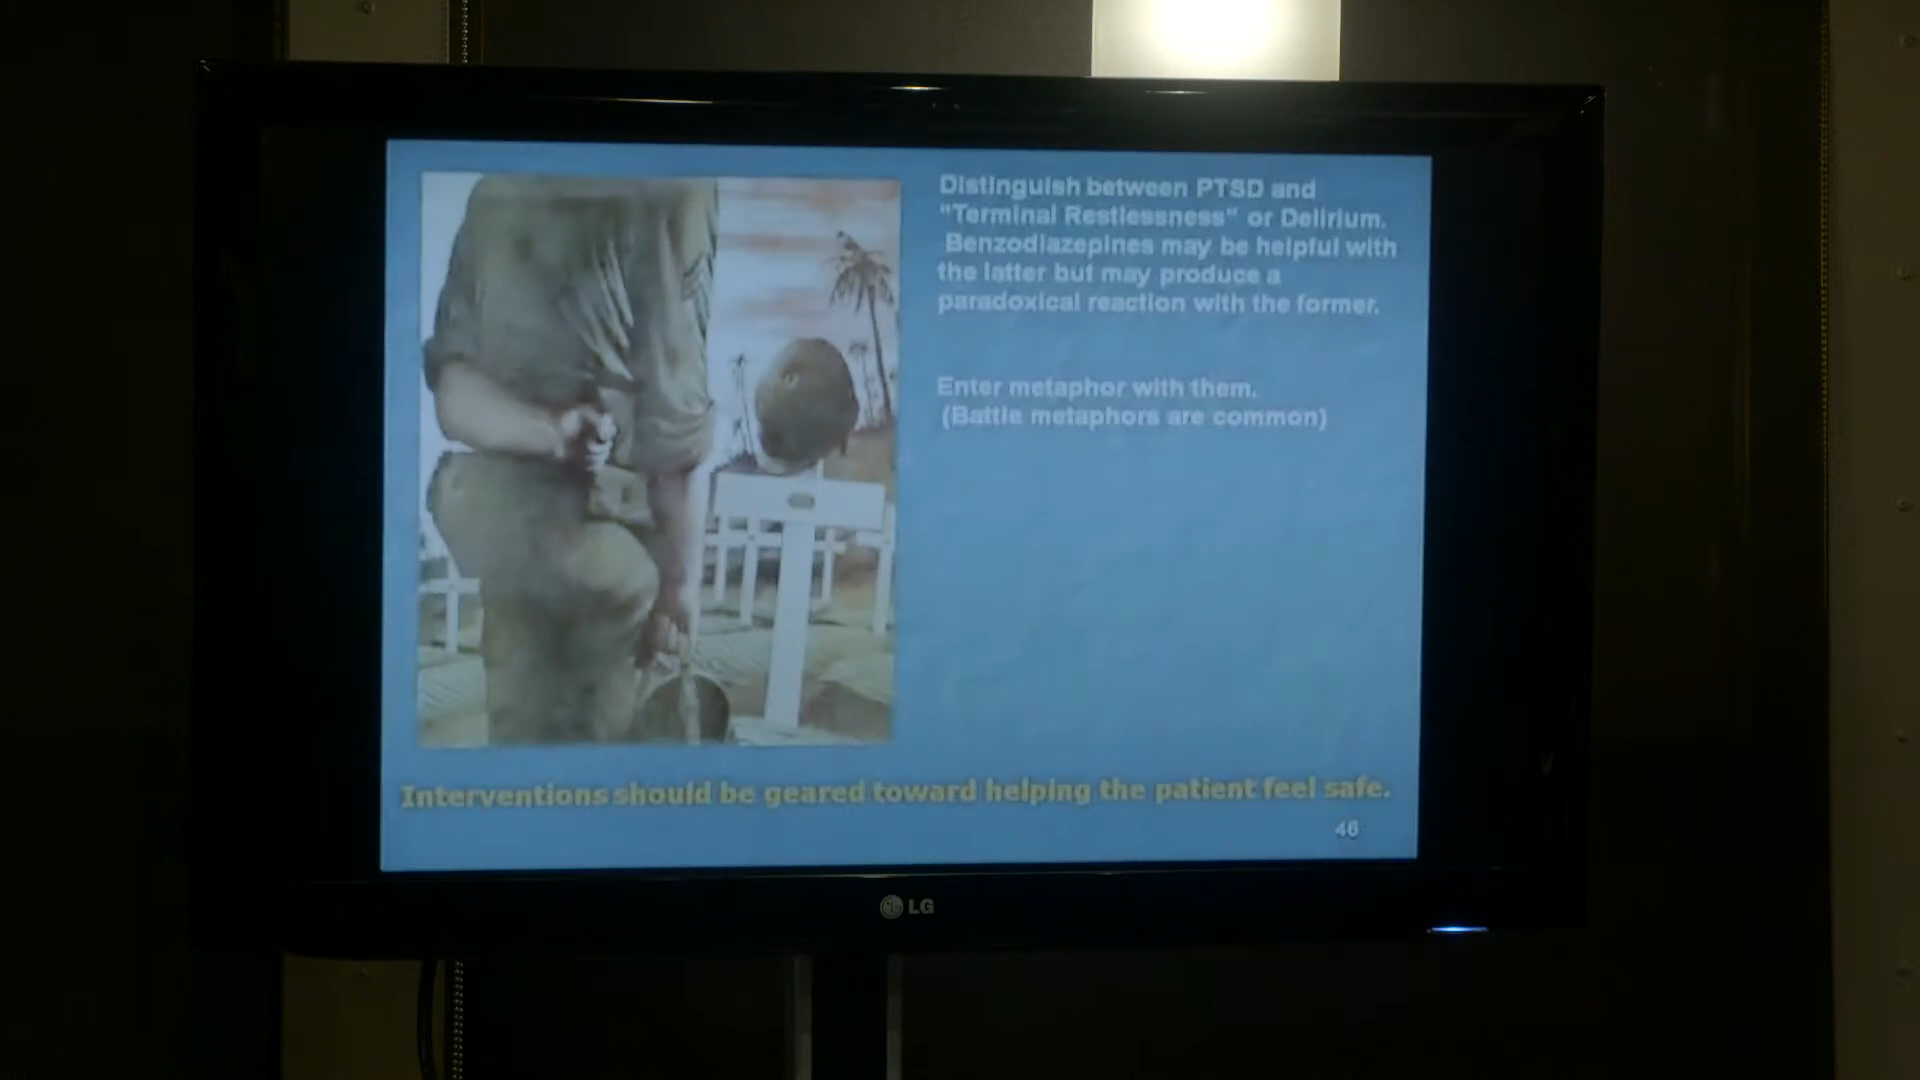 Distinguish between PTSD and
"Terminal Restlessness" or Delirium.
Benzodiazepines may be helpful with
the latter but may produce a
paradoxical reaction with the former.
Enter metaphor with them.
(Battle metaphors are common)
Interventions should be geared toward helping the patient feel safe.
46
LG